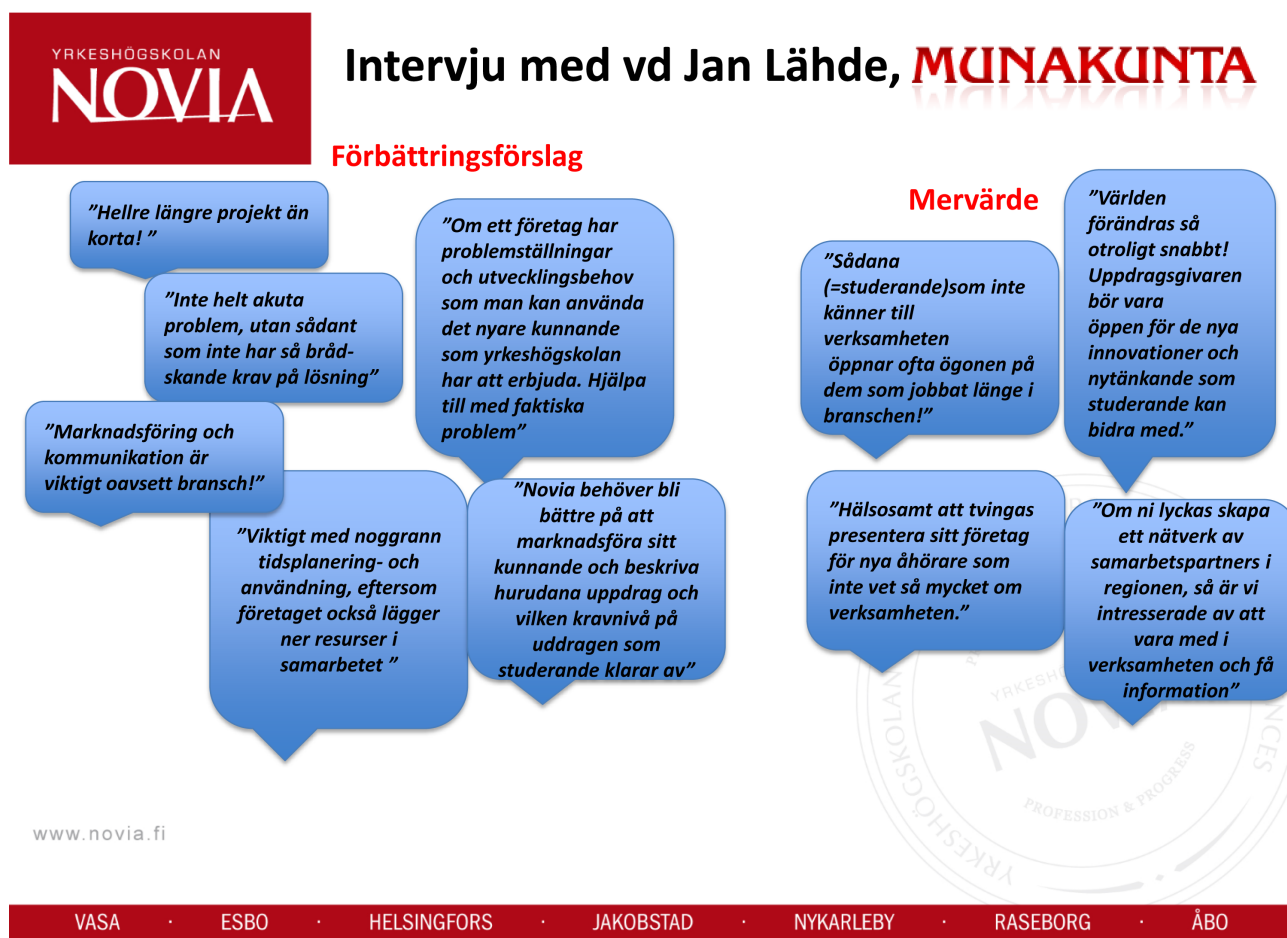 YRKESHÖGSKOLAN
NOVIA
Intervju med vd Jan Lähde, MUNAKUNTA
Förbättringsförslag
”Hellre längre projekt än
korta! ”
”Inte helt akuta
problem, utan sådant
som inte har så bråd-
skande krav på lösning”
”Marknadsföring och
kommunikation är
viktigt oavsett bransch!”
”Om ett företag har
problemställningar
och utvecklingsbehov
som man kan använda
det nyare kunnande
som yrkeshögskolan
har att erbjuda. Hjälpa
till med faktiska
problem”
”Viktigt med noggrann
tidsplanering- och
användning, eftersom
företaget också lägger
ner resurser i
samarbetet ”
”Novia behöver bli
bättre på att
marknadsföra sitt
kunnande och beskriva
hurudana uppdrag och
vilken kravnivå på
uddragen som
studerande klarar av”
Mervärde
”Sådana
(=studerande)som inte
känner till
verksamheten
öppnar ofta ögonen på
dem som jobbat länge i
branschen!”
”Världen
förändras så
otroligt snabbt!
Uppdragsgivaren
bör vara
öppen för de nya
innovationer och
nytänkande som
studerande kan
bidra med.”
”Hälsosamt att tvingas
presentera sitt företag
för nya åhörare som
inte vet så mycket om
verksamheten.”
”Om ni lyckas skapa
ett nätverk av
samarbetspartners i
regionen, så är vi
intresserade av att
vara med i
verksamheten och få
information”
PROFESSION & PROGRESS
www.novia.fi
VASA · ESBO · HELSINGFORS · JAKOBSTAD · NYKARLEBY · RASEBORG · ÅBO